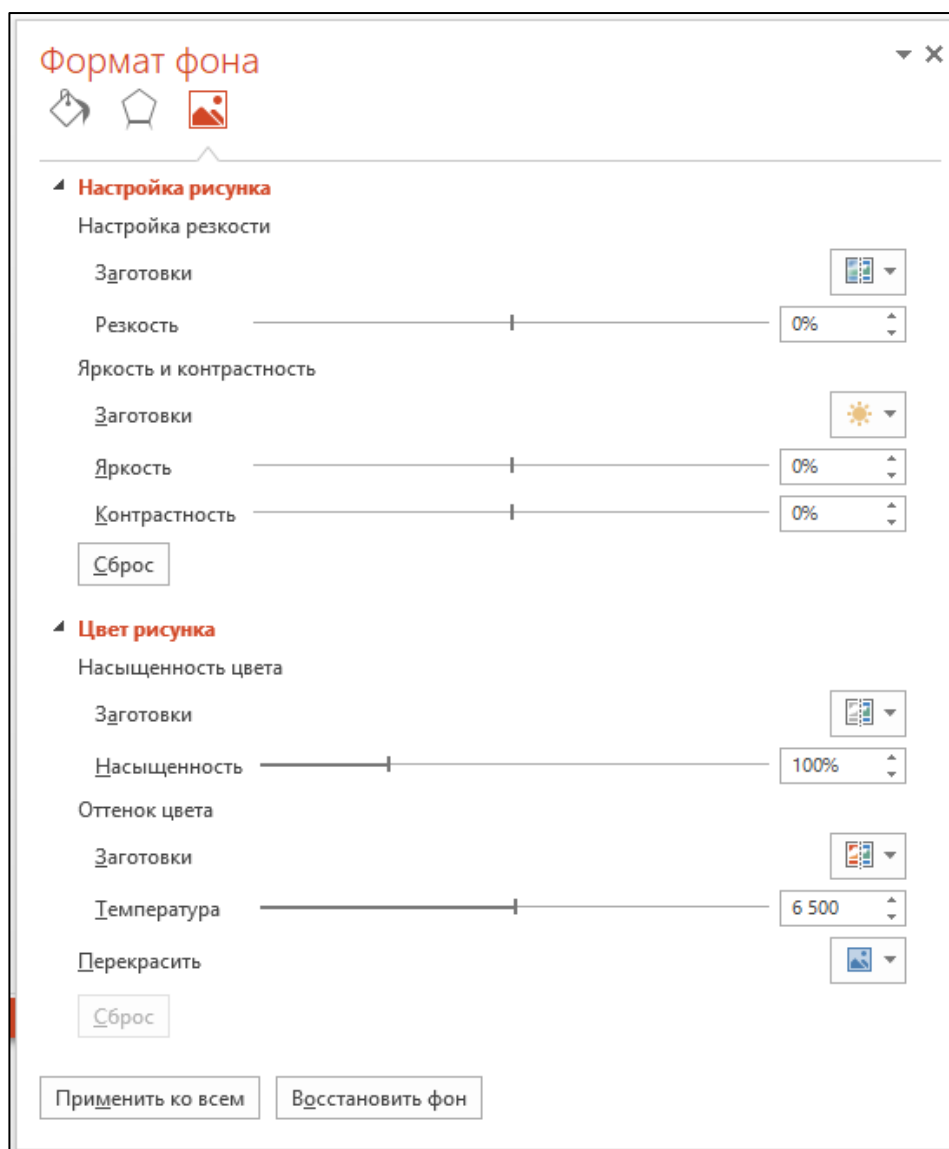 Формат фона
Настройка рисунка
Настройка резкости
Заготовки
Резкость 0%
Яркость и контрастность
Заготовки
Яркость 0%
Контрастность 0%
Сброс
Цвет рисунка
Насыщенность цвета
Заготовки
Насыщенность 100%
Оттенок цвета
Заготовки
Температура 6 500
Перекрасить
Сброс
Применить ко всем Восстановить фон